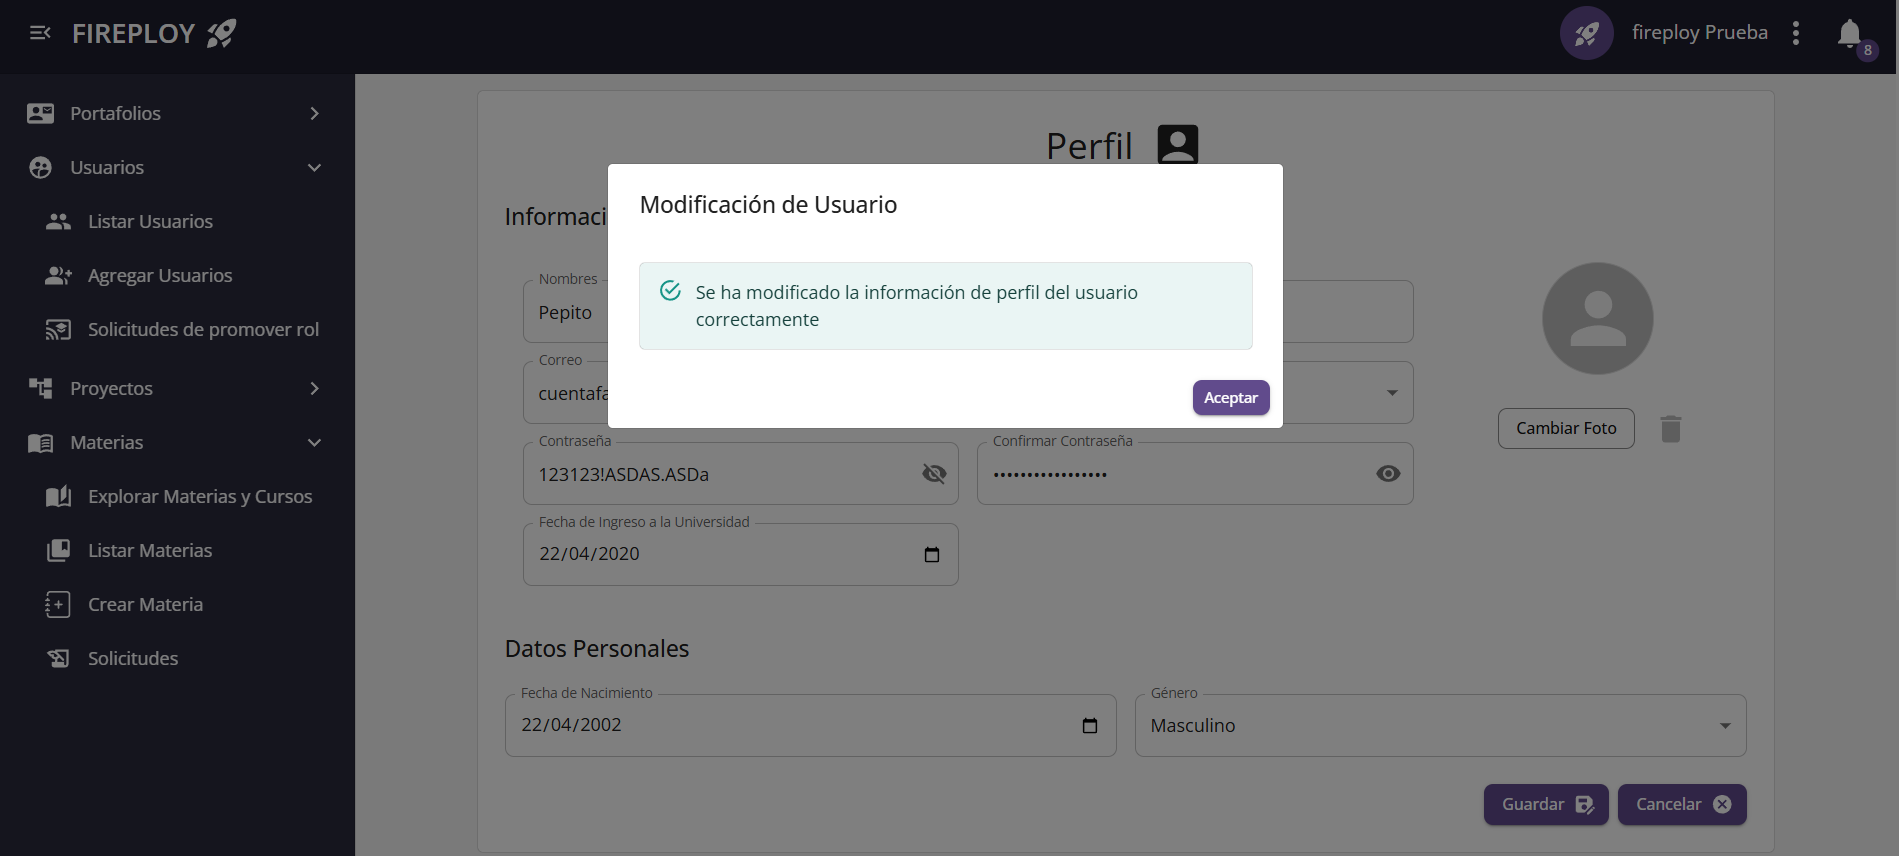 FIREPLOY
fireploy Prueba
8
Portafolios
Usuarios
Listar Usuarios
Agregar Usuarios
Solicitudes de promover rol
Proyectos
Materias
Explorar Materias y Cursos
Listar Materias
Crear Materia
Solicitudes
Perfil
Informaci
Modificación de Usuario
Se ha modificado la información de perfil del usuario
correctamente
Aceptar
Nombres
Pepito
Correo
cuentafa
Cambiar Foto
Contraseña
123123!ASDAS.ASDa
Confirmar Contraseña
•••••••••••••••••
Fecha de Ingreso a la Universidad
22/04/2020
Datos Personales
Fecha de Nacimiento
22/04/2002
Género
Masculino
Guardar
Cancelar